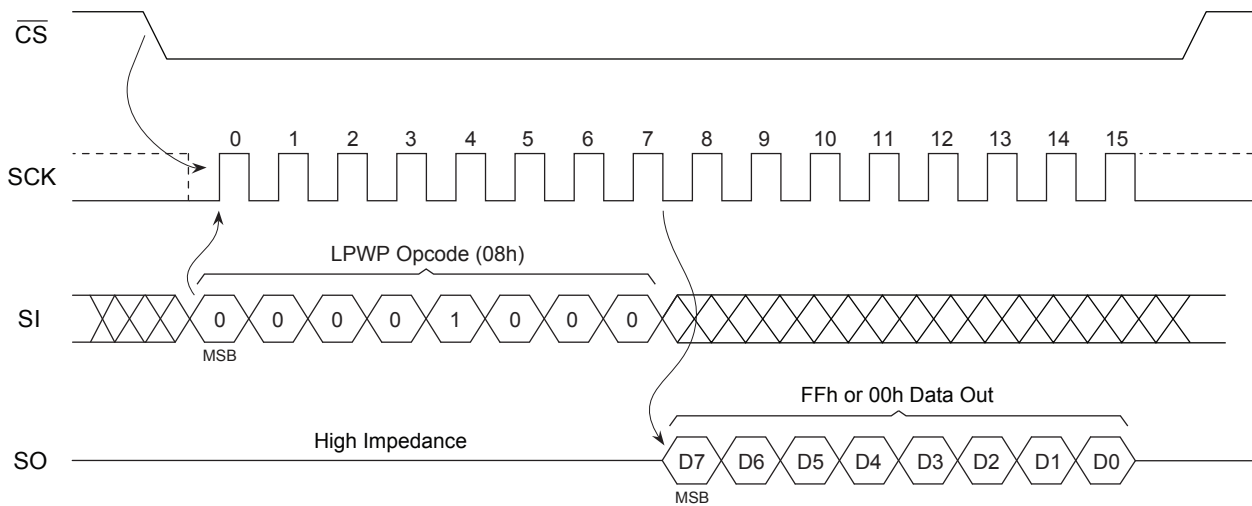 CS
0 1 2 3 4 5 6 7 8 9 10 11 12 13 14 15
SCK
LPWP Opcode (08h)
SI
0 0 0 0 1 0 0 0
MSB
FFh or 00h Data Out
High Impedance
SO
D7 D6 D5 D4 D3 D2 D1 D0
MSB